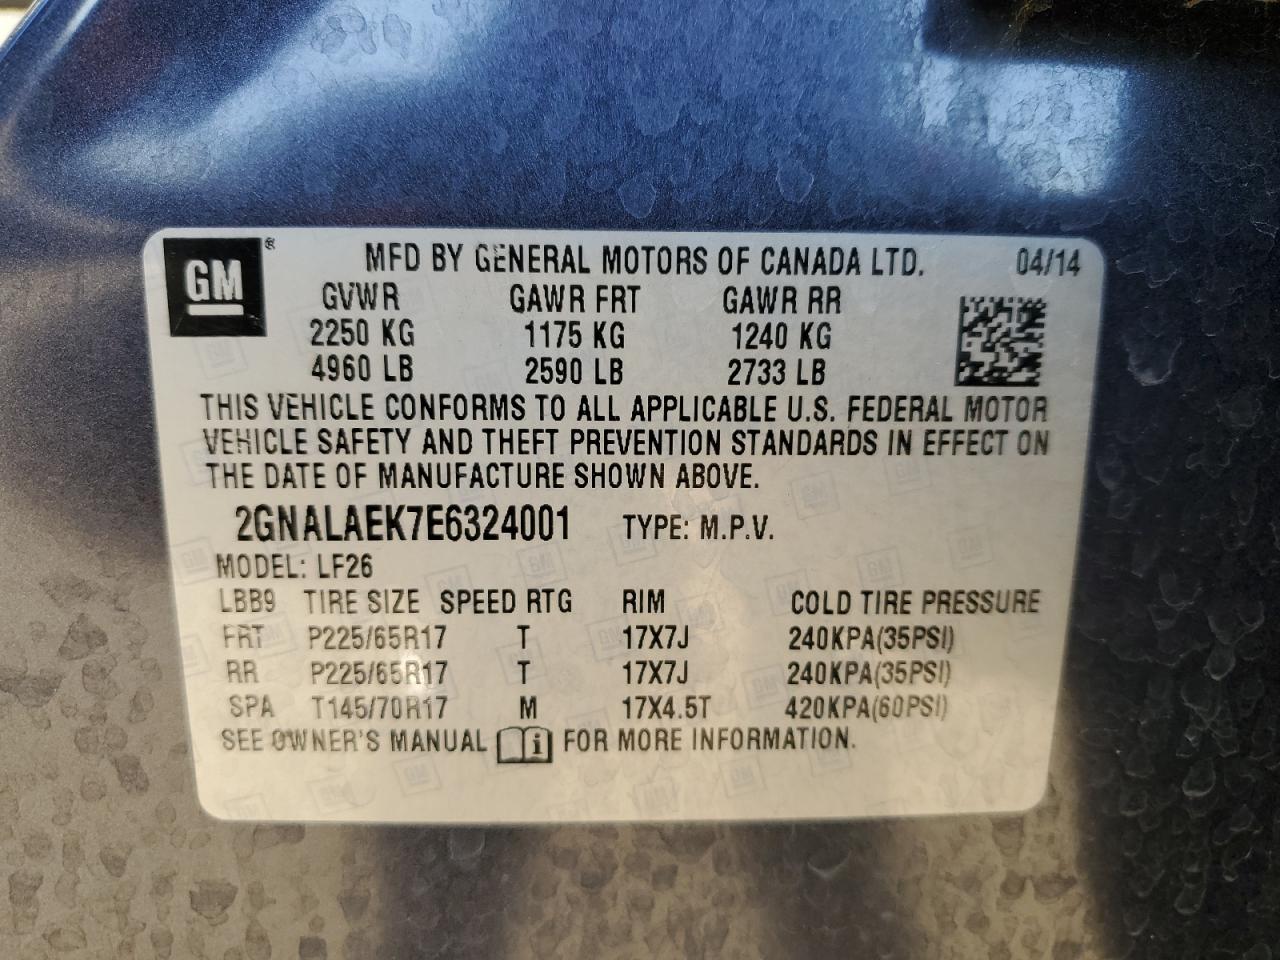 GM ® MFD BY GENERAL MOTORS OF CANADA LTD. 04/14
GVWR GAWR FRT GAWR RR
2250 KG 1175 KG 1240 KG
4960 LB 2590 LB 2733 LB
THIS VEHICLE CONFORMS TO ALL APPLICABLE U.S. FEDERAL MOTOR
VEHICLE SAFETY AND THEFT PREVENTION STANDARDS IN EFFECT ON
THE DATE OF MANUFACTURE SHOWN ABOVE.
2GNALAEK7E6324001 TYPE: M.P.V.
MODEL: LF26
LBB9 TIRE SIZE SPEED RTG RIM COLD TIRE PRESSURE
FRT P225/65R17 T 17X7J 240KPA(35PSI)
RR P225/65R17 T 17X7J 240KPA(35PSI)
SPA T145/70R17 M 17X4.5T 420KPA(60PSI)
SEE OWNER'S MANUAL i FOR MORE INFORMATION.